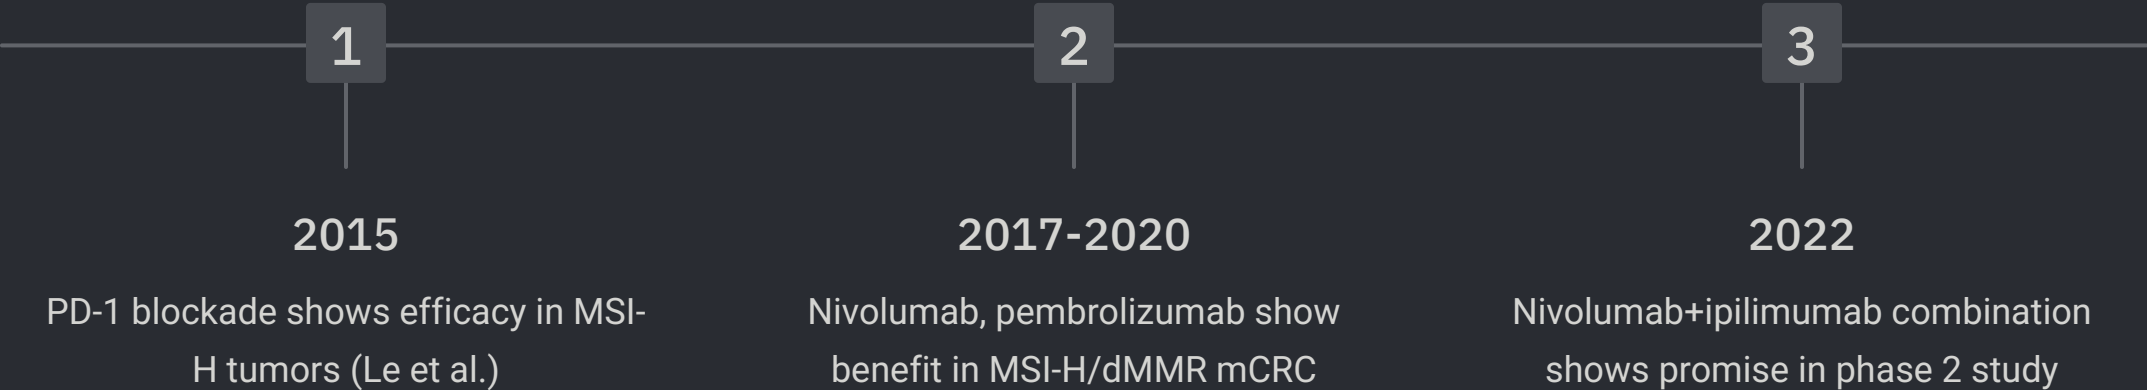 1
2
3
2015
PD-1 blockade shows efficacy in MSI-
H tumors (Le et al.)
2017-2020
Nivolumab, pembrolizumab show
benefit in MSI-H/dMMR mCRC
2022
Nivolumab+ipilimumab combination
shows promise in phase 2 study